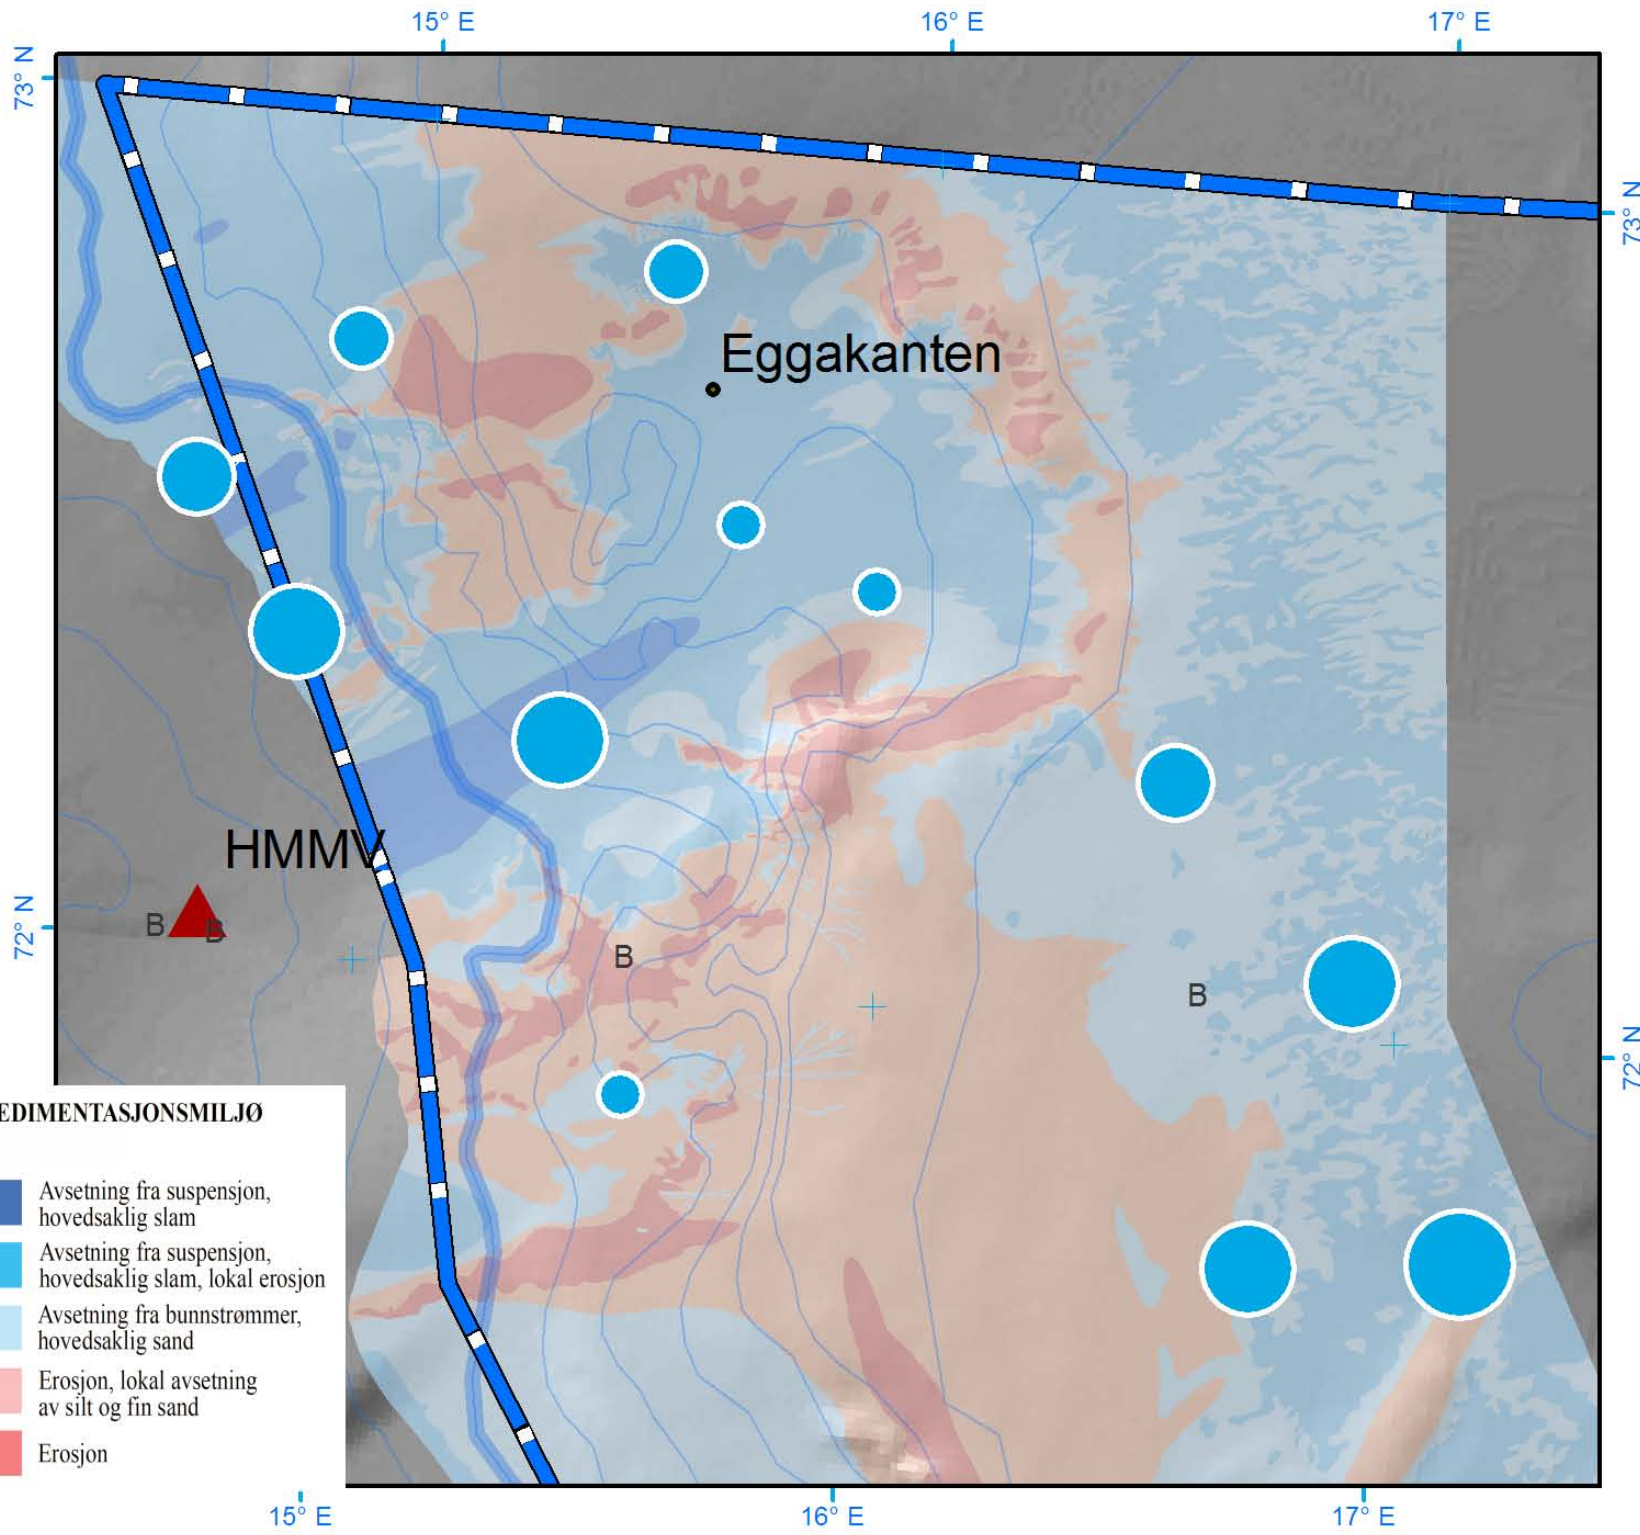 15° E
16° E
17° E
73° N
73° N
Eggakanten
HMMV
B
B
72° N
B
B
72° N
EDIMENTASJONSMILJØ
Avsetning fra suspensjon,
hovedsaklig slam
Avsetning fra suspensjon,
hovedsaklig slam, lokal erosjon
Avsetning fra bunnstrømmer,
hovedsaklig sand
Erosjon, lokal avsetning
av silt og fin sand
Erosjon
15° E
16° E
17° E